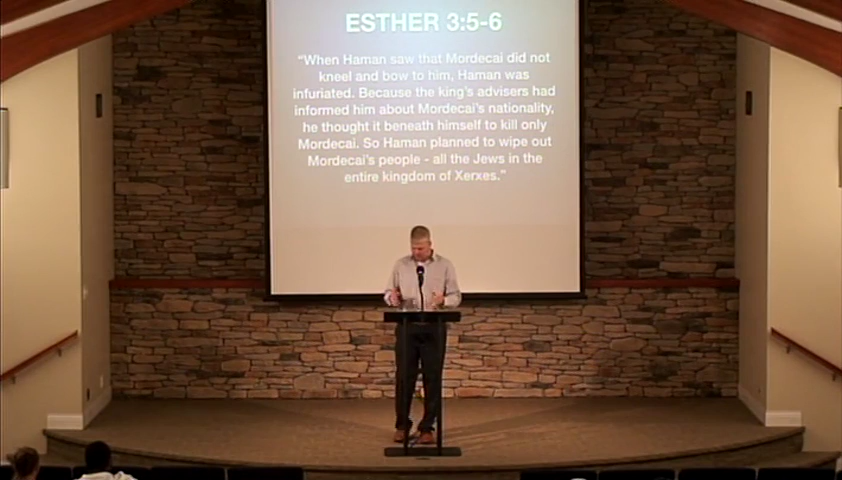 ESTHER 3:5-6
“When Haman saw that Mordecai did not
kneel and bow to him, Haman was
infuriated. Because the king’s advisers had
informed him about Mordecai’s nationality,
he thought it beneath himself to kill only
Mordecai. So Haman planned to wipe out
Mordecai’s people - all the Jews in the
entire kingdom of Xerxes.”